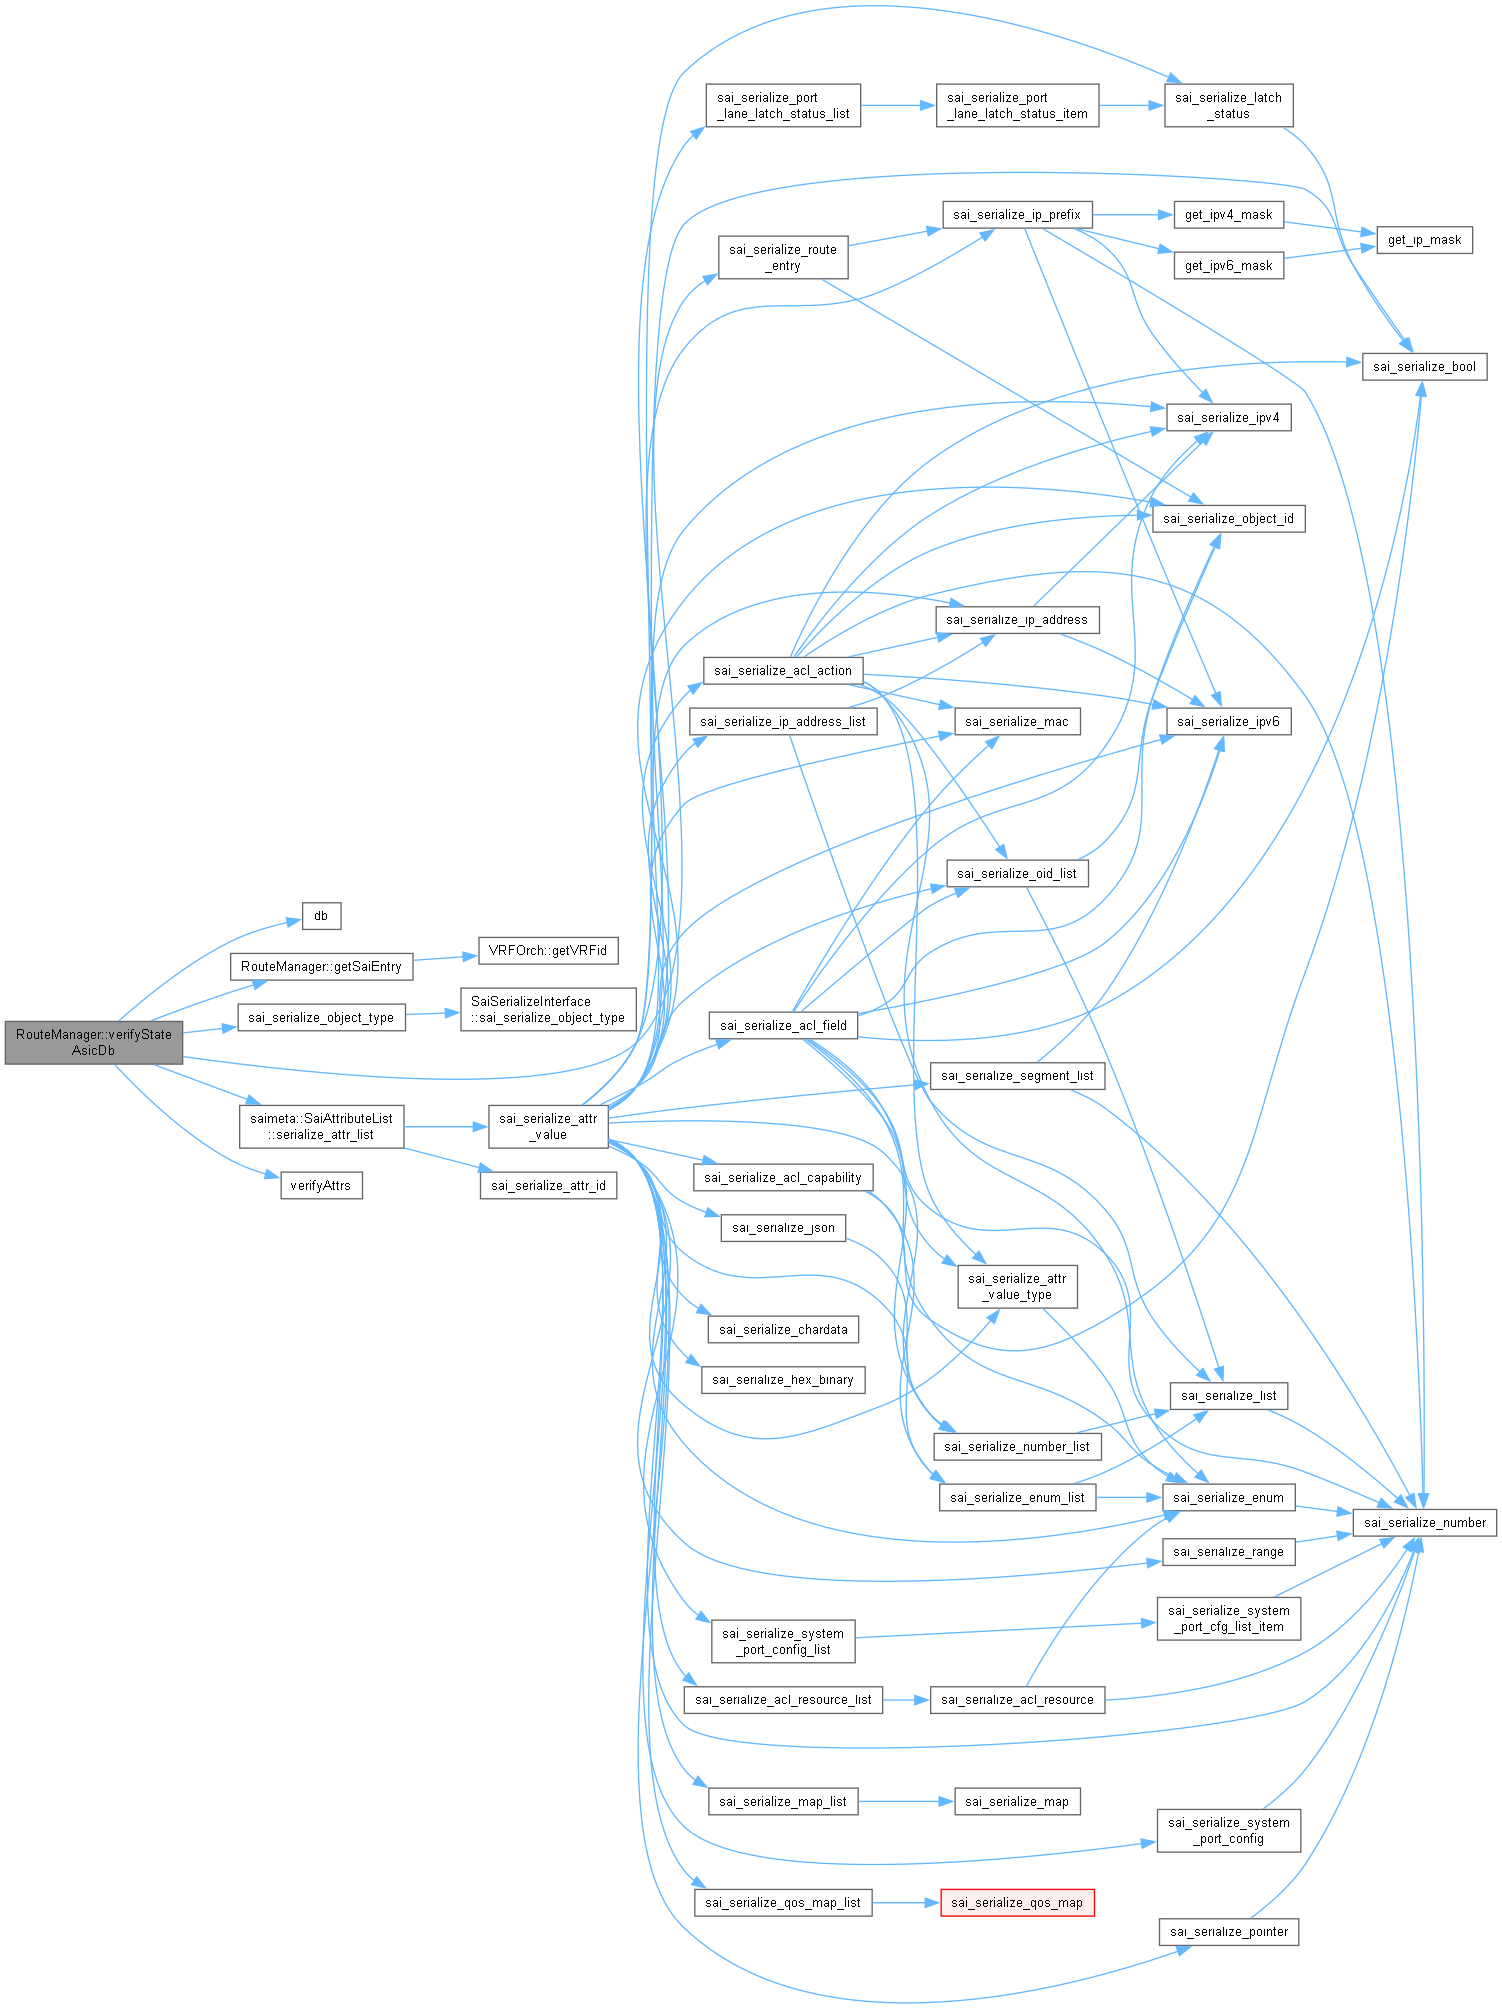 sai_serialize_port
_lane_latch_status_list
sai_serialize_port
_lane_latch_status_item
sai_serialize_latch
_status
sai_serialize_ip_prefix
get_ipv4_mask
get_ip_mask
sai_serialize_route
_entry
get_ipv6_mask
sai_serialize_bool
sai_serialize_ipv4
sai_serialize_object_id
sai_serialize_ip_address
sai_serialize_acl_action
sai_serialize_ip_address_list
sai_serialize_mac
sai_serialize_ipv6
sai_serialize_oid_list
db
RouteManager::getSaiEntry
VRFOrch::getVRFid
sai_serialize_object_type
SaiSerializeInterface
::sai_serialize_object_type
RouteManager::verifyState
AsicDb
sai_serialize_acl_field
sai_serialize_segment_list
saimeta::SaiAttributeList
::serialize_attr_list
sai_serialize_attr
_value
verifyAttrs
sai_serialize_attr_id
sai_serialize_acl_capability
sai_serialize_json
sai_serialize_attr
_value_type
sai_serialize_chardata
sai_serialize_hex_binary
sai_serialize_list
sai_serialize_number_list
sai_serialize_enum_list
sai_serialize_enum
sai_serialize_number
sai_serialize_range
sai_serialize_system
_port_config_list
sai_serialize_system
_port_cfg_list_item
sai_serialize_acl_resource_list
sai_serialize_acl_resource
sai_serialize_map_list
sai_serialize_map
sai_serialize_system
_port_config
sai_serialize_qos_map_list
sai_serialize_qos_map
sai_serialize_pointer